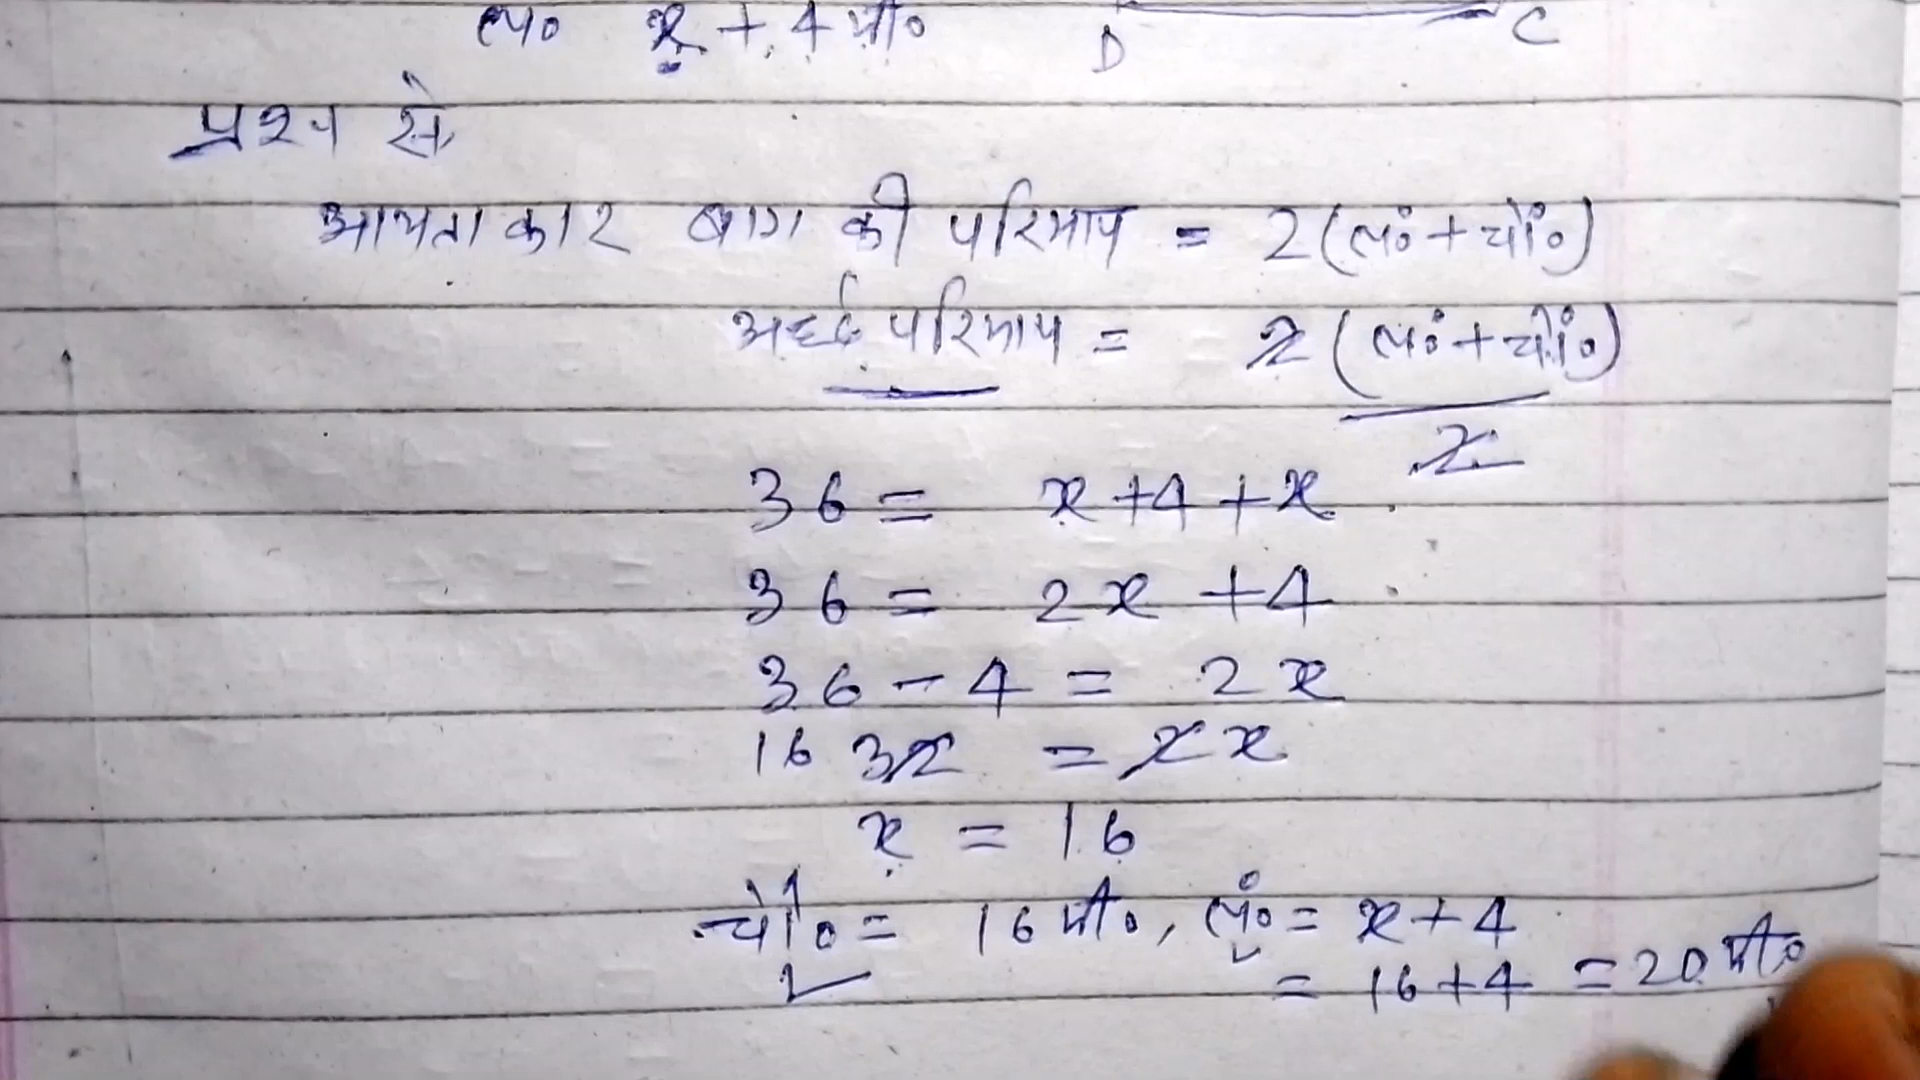 ल० x + 4 मी०
D C
प्रश्न से
आयताकार बाग की परिमाप = 2(लं० + चौं०)
अर्द्ध परिमाप = 2(लं० + चौं०)
2
36 = x+4+x
36 = 2x +4
36 - 4 = 2x
16 32 = 2x
x = 16
चौ० = 16 मी०, लं० = x+4
= 16+4 = 20 मी०